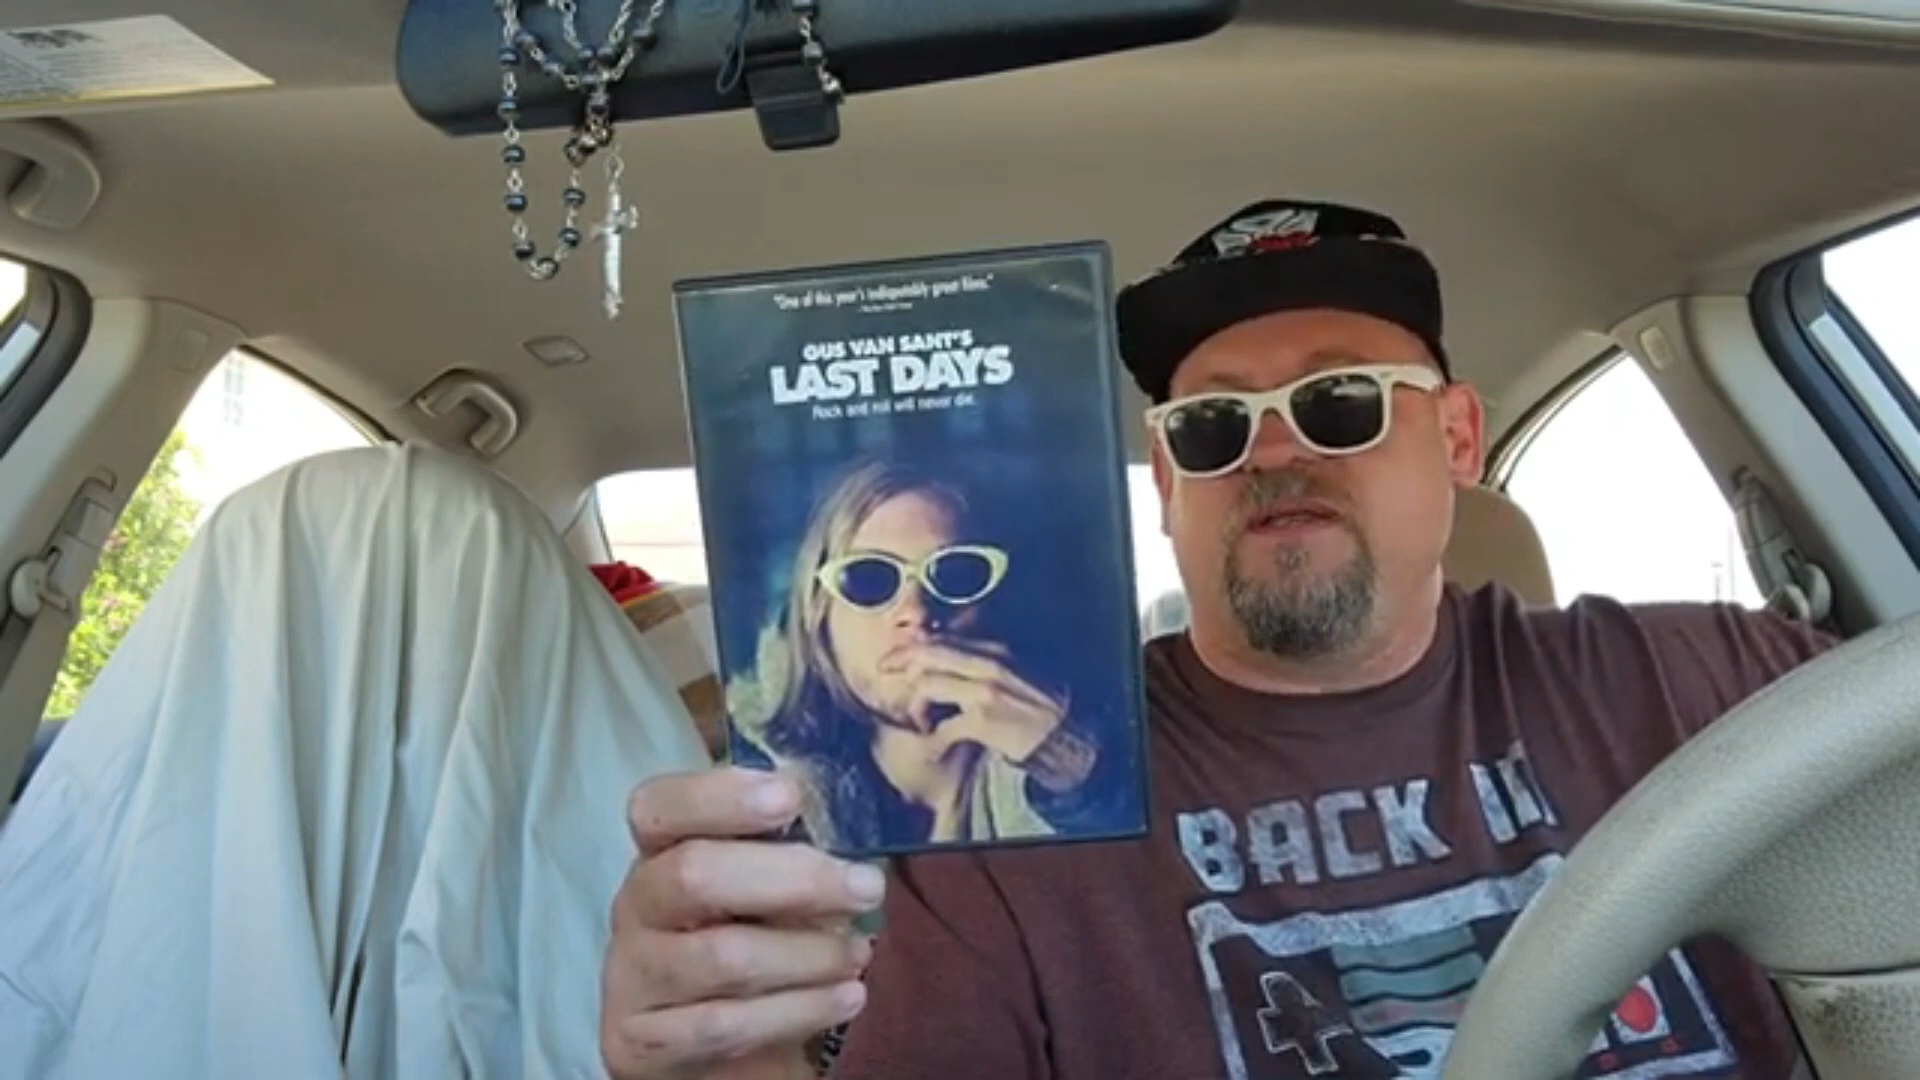 "One of this year's indisputably great films."
GUS VAN SANT'S
LAST DAYS
Rock and roll will never die.
BACK IN